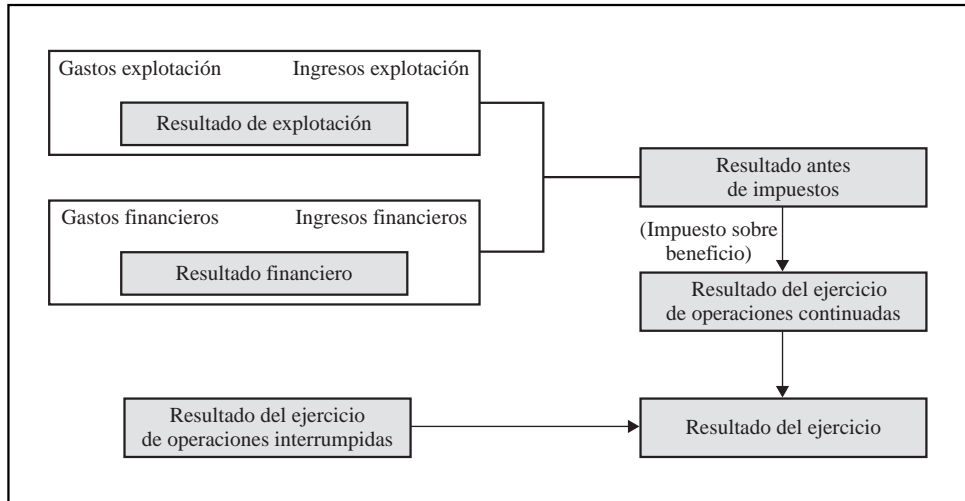 Gastos explotación Ingresos explotación
Resultado de explotación
Gastos financieros Ingresos financieros
Resultado financiero
Resultado antes
de impuestos
(Impuesto sobre
beneficio)
Resultado del ejercicio
de operaciones continuadas
Resultado del ejercicio
de operaciones interrumpidas
Resultado del ejercicio